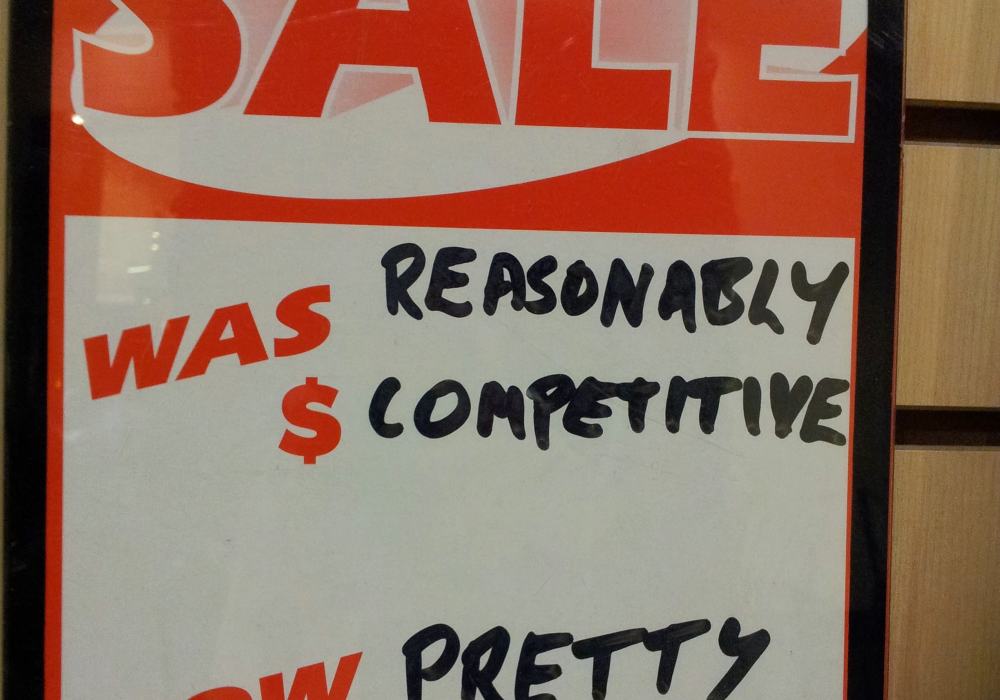 SALE
WAS REASONABLY
$ COMPETITIVE
PRETTY